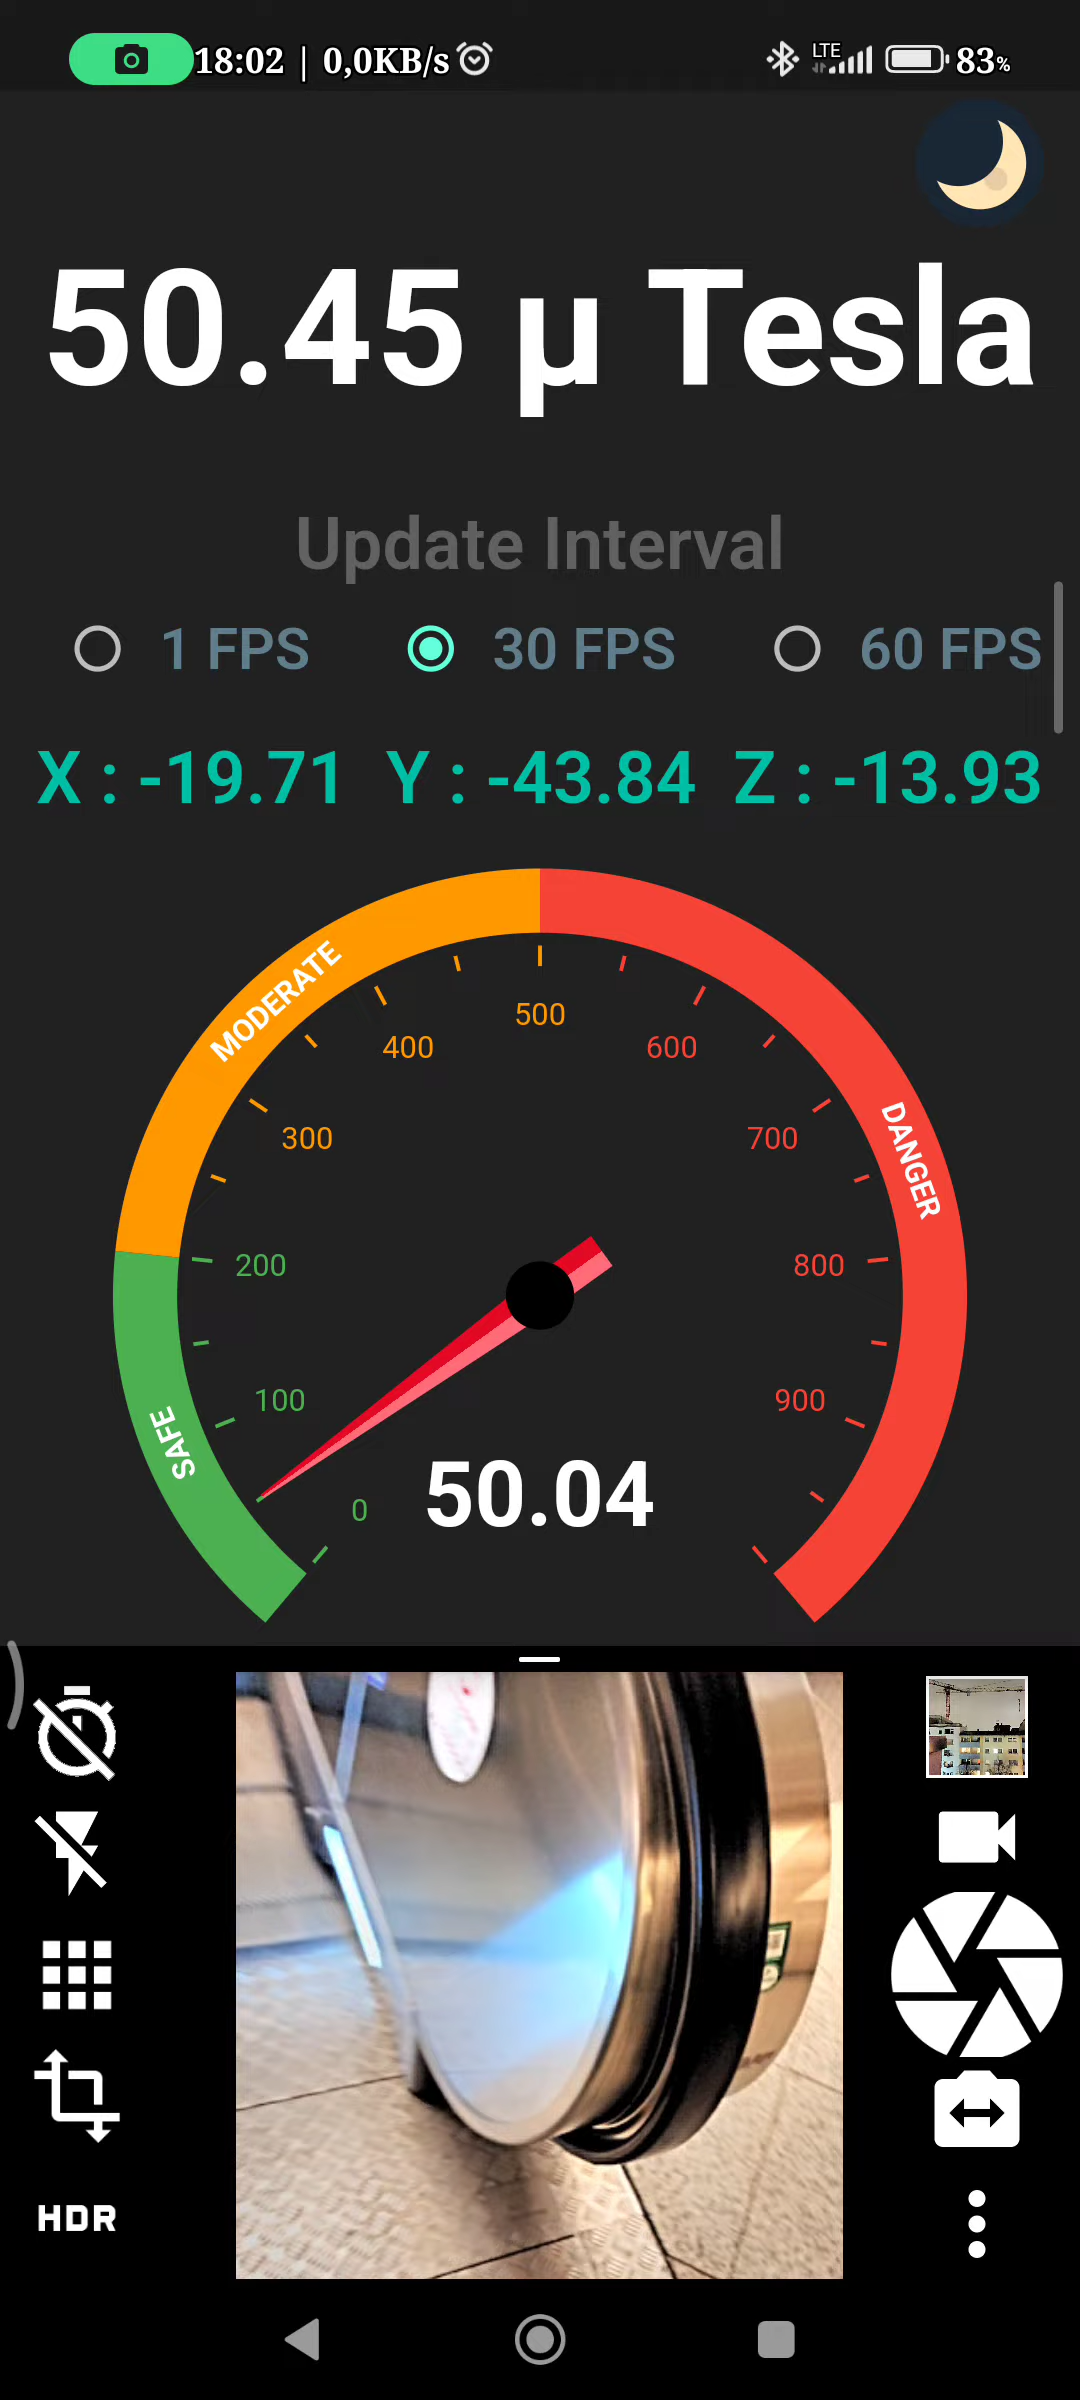 18:02 | 0,0KB/s LTE 83%
50.45 µ Tesla
Update Interval
1 FPS 30 FPS 60 FPS
X : -19.71 Y : -43.84 Z : -13.93
SAFE
MODERATE
DANGER
0
100
200
300
400
500
600
700
800
900
50.04
HDR